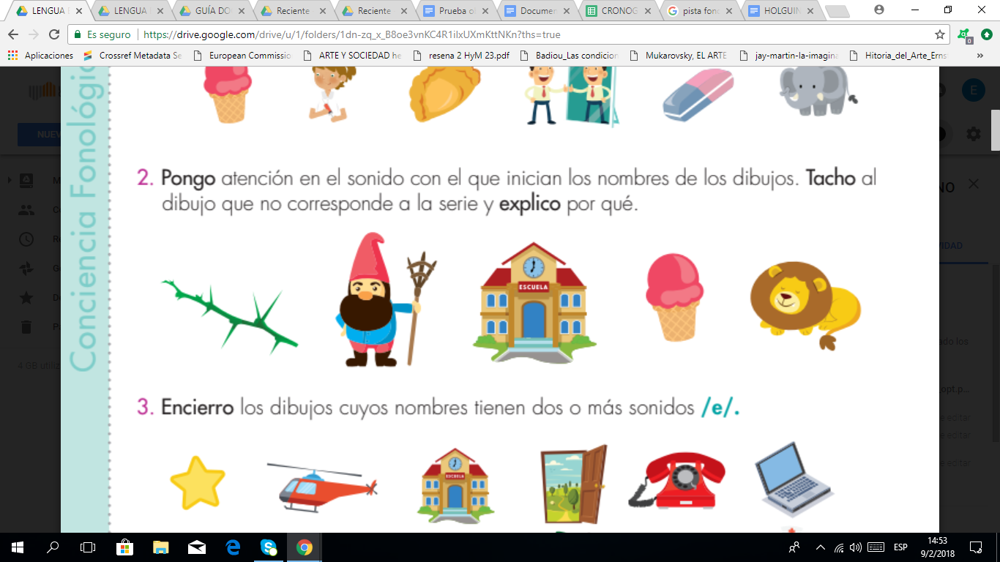 LENGUA E
LENGUA
GUÍA DO
Reciente
Reciente
Prueba o
Documen
CRONOG
pista fond
HOLGUIN
Es seguro
https://drive.google.com/drive/u/1/folders/1dn-zq_x_B8oe3vnKC4R1ilxUXmKttNKn?ths=true
Aplicaciones
Crossref Metadata Se
European Commissio
ARTE Y SOCIEDAD he
resena 2 HyM 23.pdf
Badiou_Las condicion
Mukarovsky, EL ARTE
jay-martin-la-imagina
Hitoria_del_Arte_Erns
»
E
NUEV
Conciencia Fonológic
2. Pongo atención en el sonido con el que inician los nombres de los dibujos. Tacho al
dibujo que no corresponde a la serie y explico por qué.
ESCUELA
3. Encierro los dibujos cuyos nombres tienen dos o más sonidos /e/.
ESCUELA
NO
VIDAD
4 GB utiliz
ado los
_opt.p...
e editar
e editar
e editar
0
ESP
14:53
9/2/2018